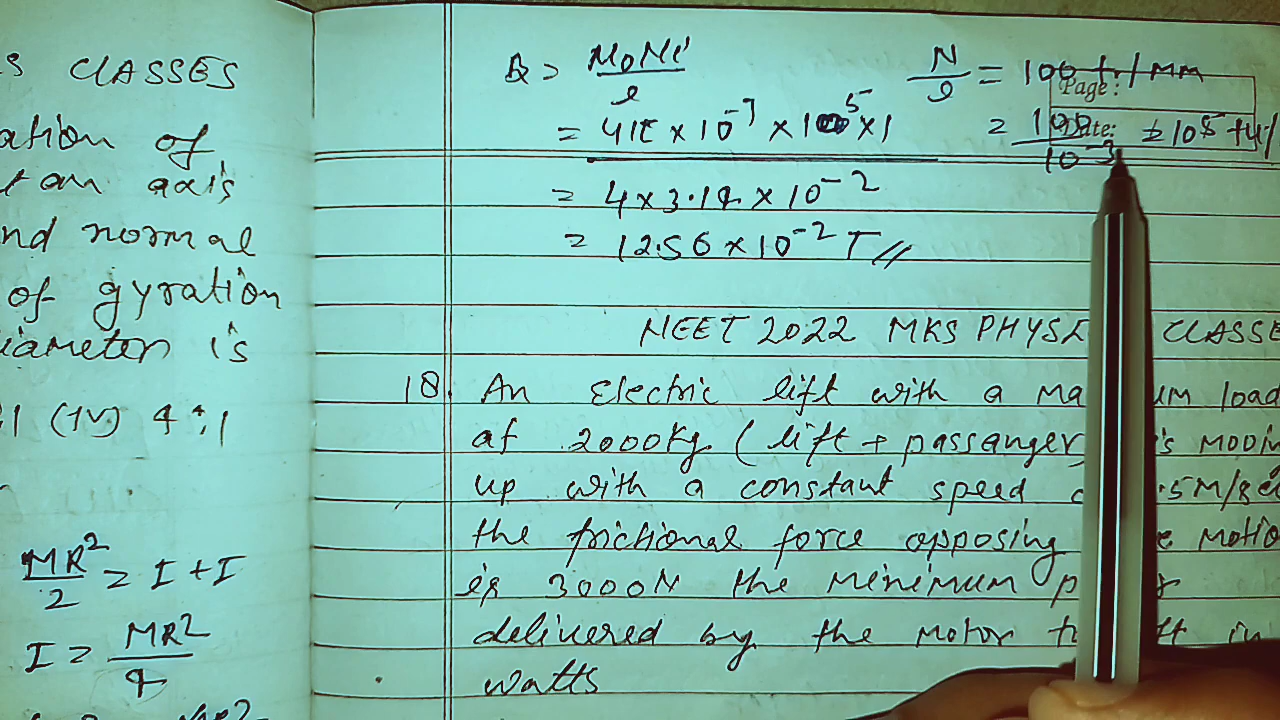 S CLASSES
ation of
axis
nd normal
of gyration
iameter is
:1 (IV) 4:1
MR²/2 = I + I
I = MR²/4
B = M₀Ni/l
= 4π × 10⁻⁷ × 10⁵ × 1
= 4 × 3.14 × 10⁻²
= 12.56 × 10⁻² T //
N/l = 100 tr/mm
= 100/10⁻³ = 10⁵
Page:
Date:
NEET 2022 MKS PHYSI CLASSE
18. An Electric lift with a Ma um load
of 2000kg (lift + passanger) is movin
up with a constant speed .5M/sec
the frictional force opposing e motio
is 3000N the minimum p r
delivered by the motor t in
watts